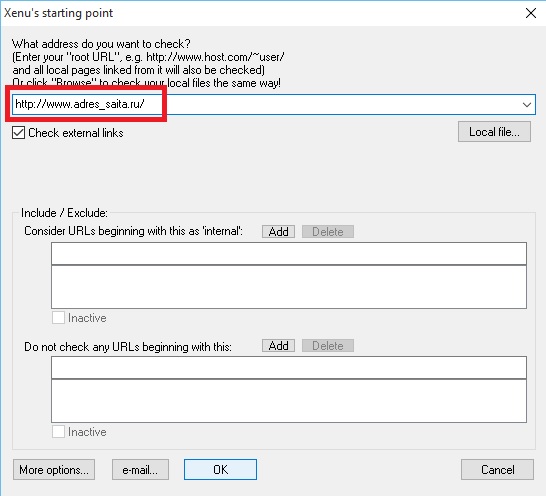 Xenu's starting point
What address do you want to check?
(Enter your "root URL", e.g. http://www.host.com/~user/
and all local pages linked from it will also be checked)
Or click "Browse" to check your local files the same way!
http://www.adres_saita.ru/
Check external links
Local file...
Include / Exclude:
Consider URLs beginning with this as 'internal':
Add
Delete
Inactive
Do not check any URLs beginning with this:
Add
Delete
Inactive
More options...
e-mail...
OK
Cancel